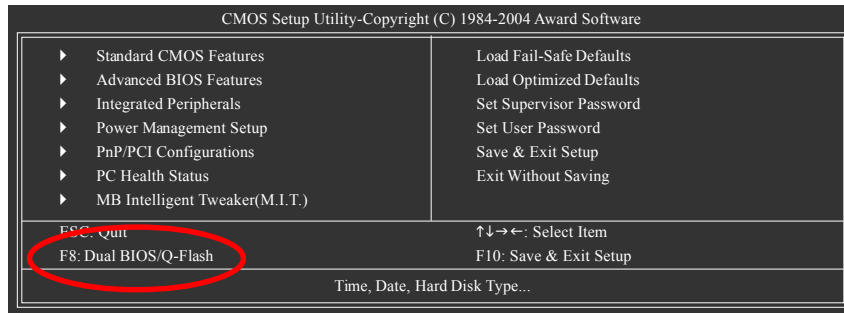 CMOS Setup Utility-Copyright (C) 1984-2004 Award Software
Standard CMOS Features
Advanced BIOS Features
Integrated Peripherals
Power Management Setup
PnP/PCI Configurations
PC Health Status
MB Intelligent Tweaker(M.I.T.)
Load Fail-Safe Defaults
Load Optimized Defaults
Set Supervisor Password
Set User Password
Save & Exit Setup
Exit Without Saving
ESC: Quit
F8: Dual BIOS/Q-Flash
↑↓→←: Select Item
F10: Save & Exit Setup
Time, Date, Hard Disk Type...